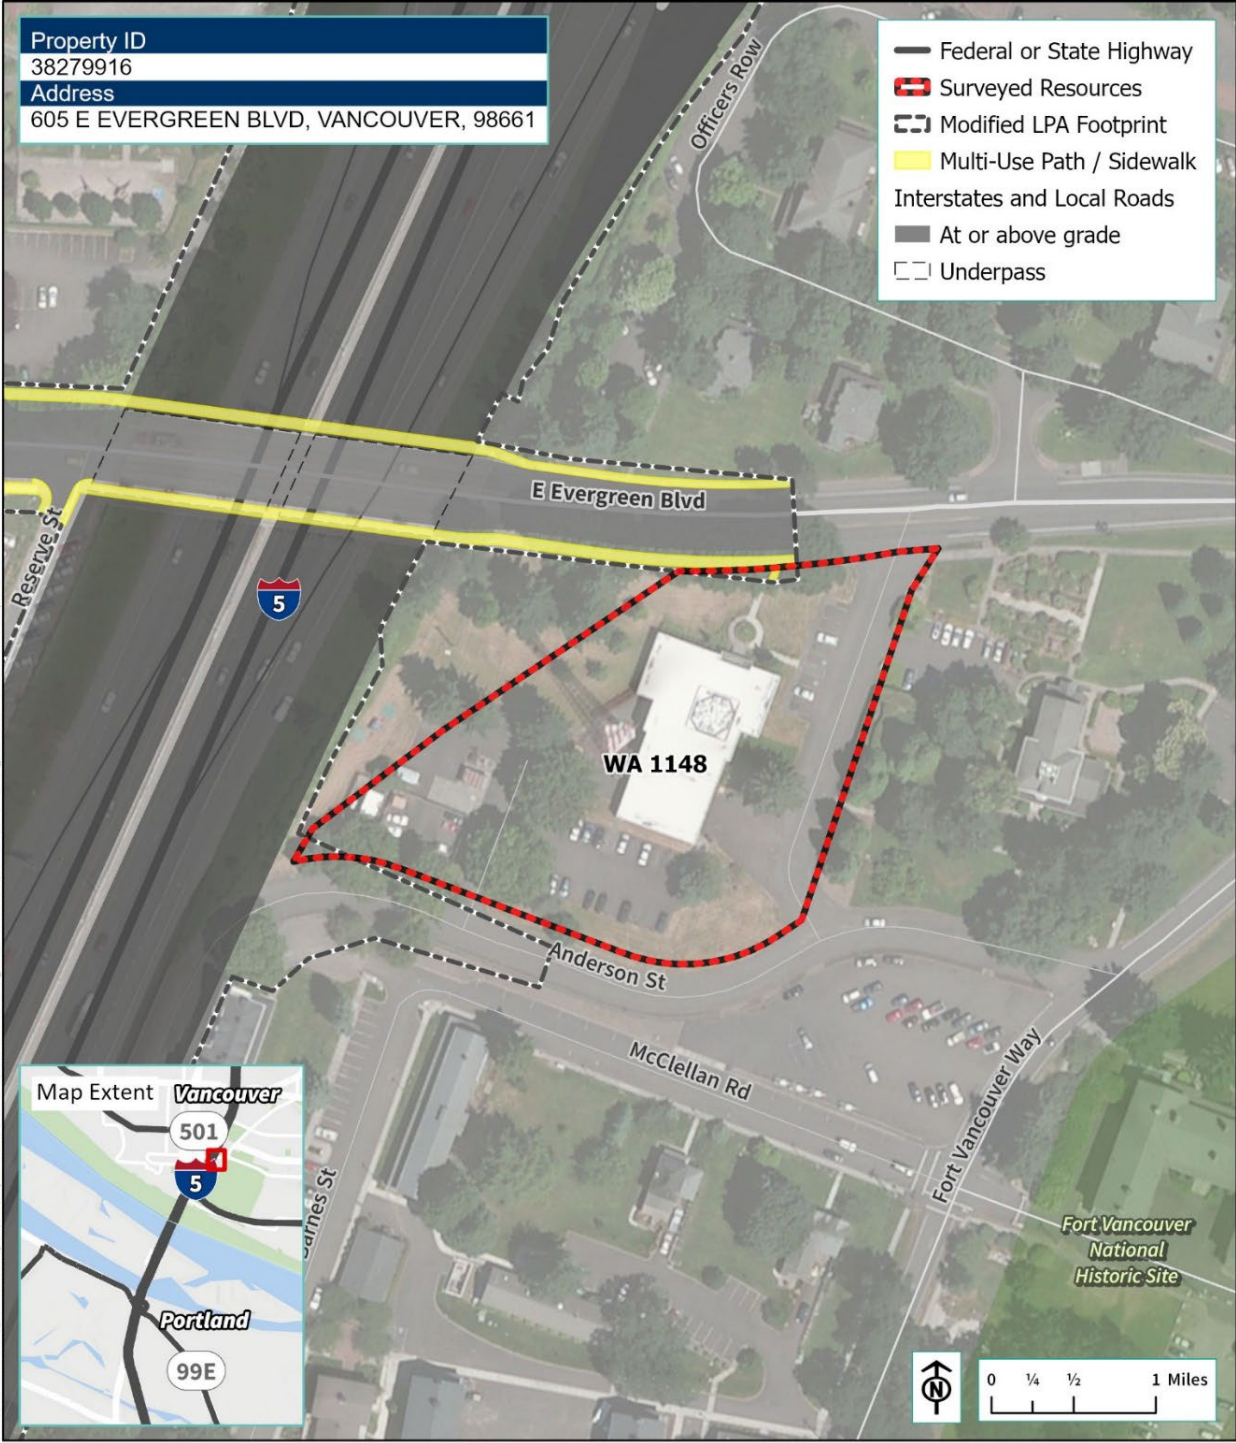 Property ID
38279916
Address
605 E EVERGREEN BLVD, VANCOUVER, 98661
Federal or State Highway
Surveyed Resources
Modified LPA Footprint
Multi-Use Path / Sidewalk
Interstates and Local Roads
At or above grade
Underpass
Officers Row
E Evergreen Blvd
Reserve St
5
WA 1148
Anderson St
McClellan Rd
Fort Vancouver Way
Barnes St
Fort Vancouver
National
Historic Site
Map Extent
Vancouver
501
5
Portland
99E
N
0 ¼ ½ 1 Miles